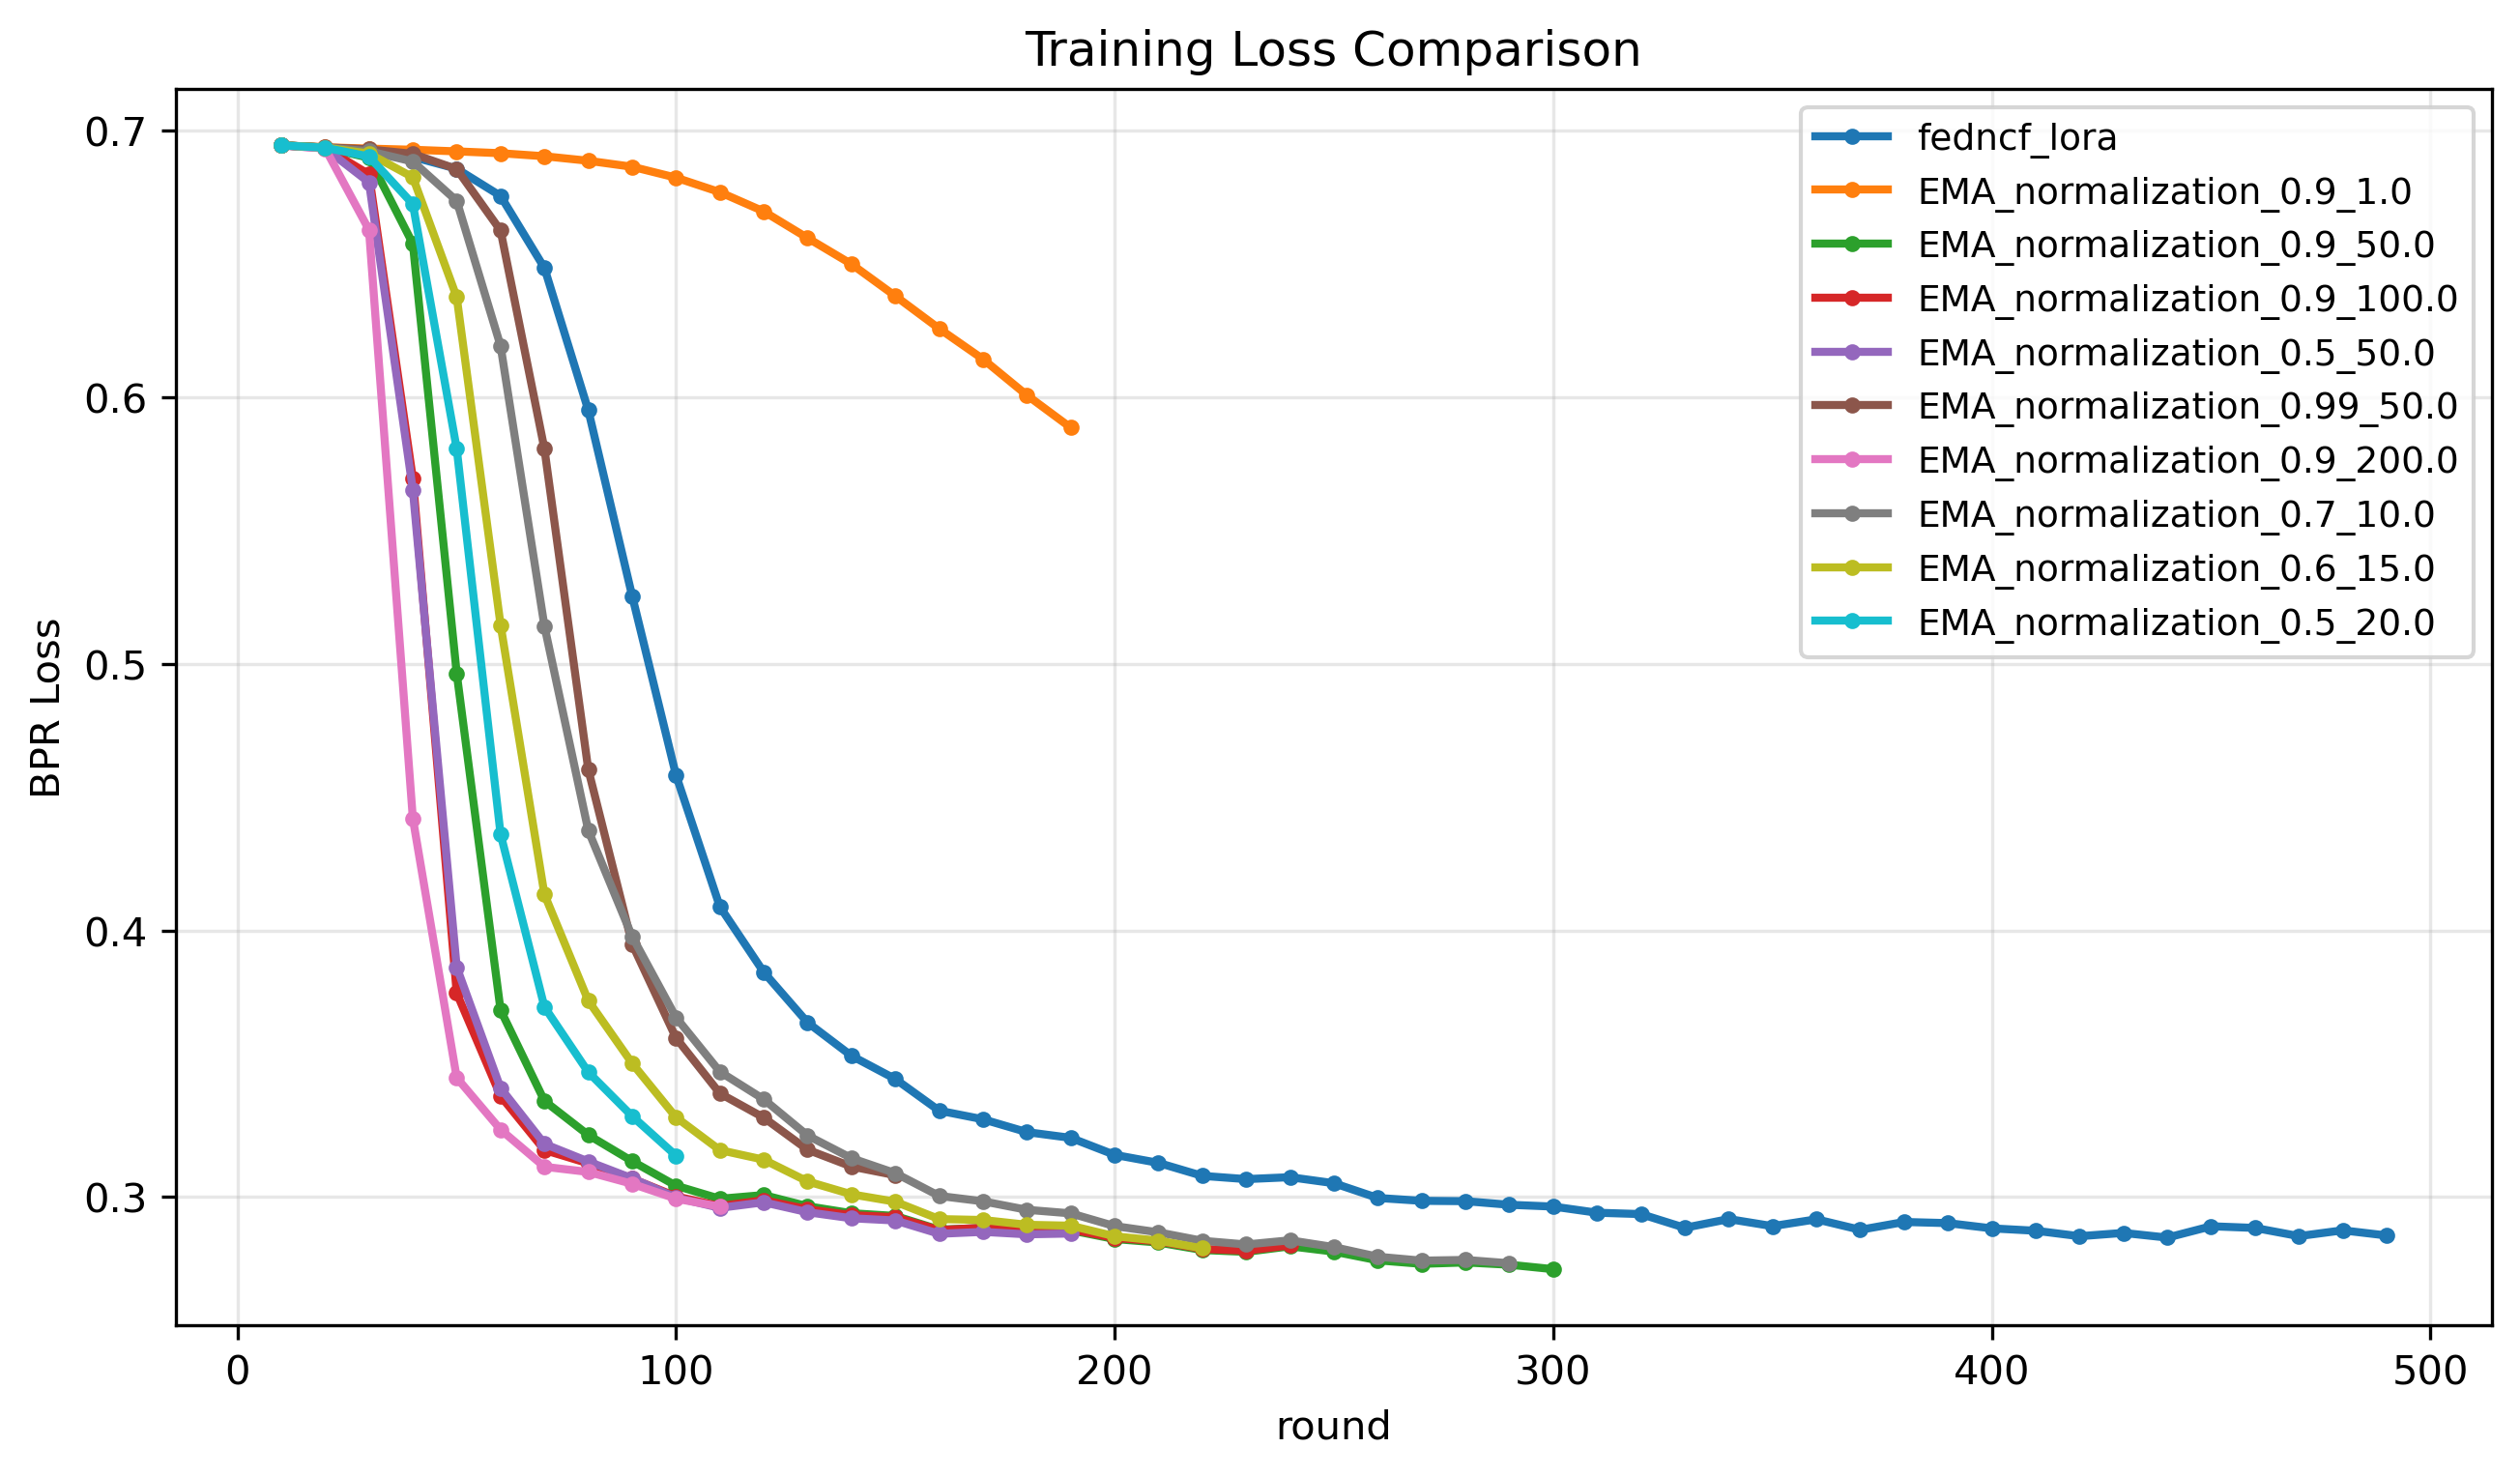 Training Loss Comparison
0.7
0.6
0.5
0.4
0.3
BPR Loss
fedncf_lora
EMA_normalization_0.9_1.0
EMA_normalization_0.9_50.0
EMA_normalization_0.9_100.0
EMA_normalization_0.5_50.0
EMA_normalization_0.99_50.0
EMA_normalization_0.9_200.0
EMA_normalization_0.7_10.0
EMA_normalization_0.6_15.0
EMA_normalization_0.5_20.0
0 100 200 300 400 500
round